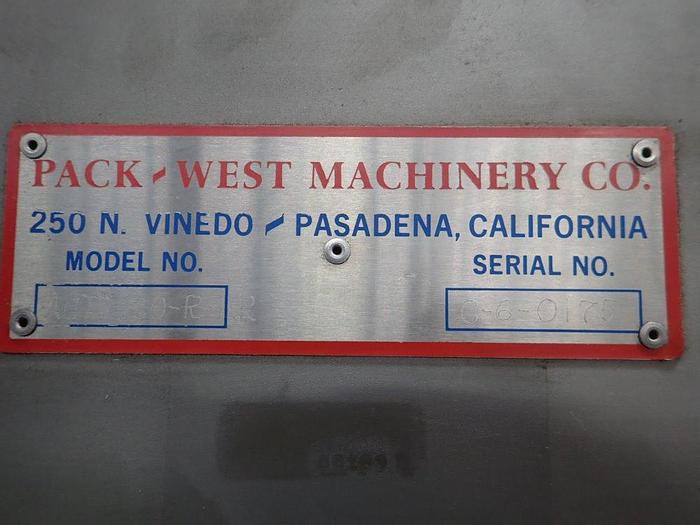 PACK-WEST MACHINERY CO.
250 N. VINEDO - PASADENA, CALIFORNIA
MODEL NO. SERIAL NO.